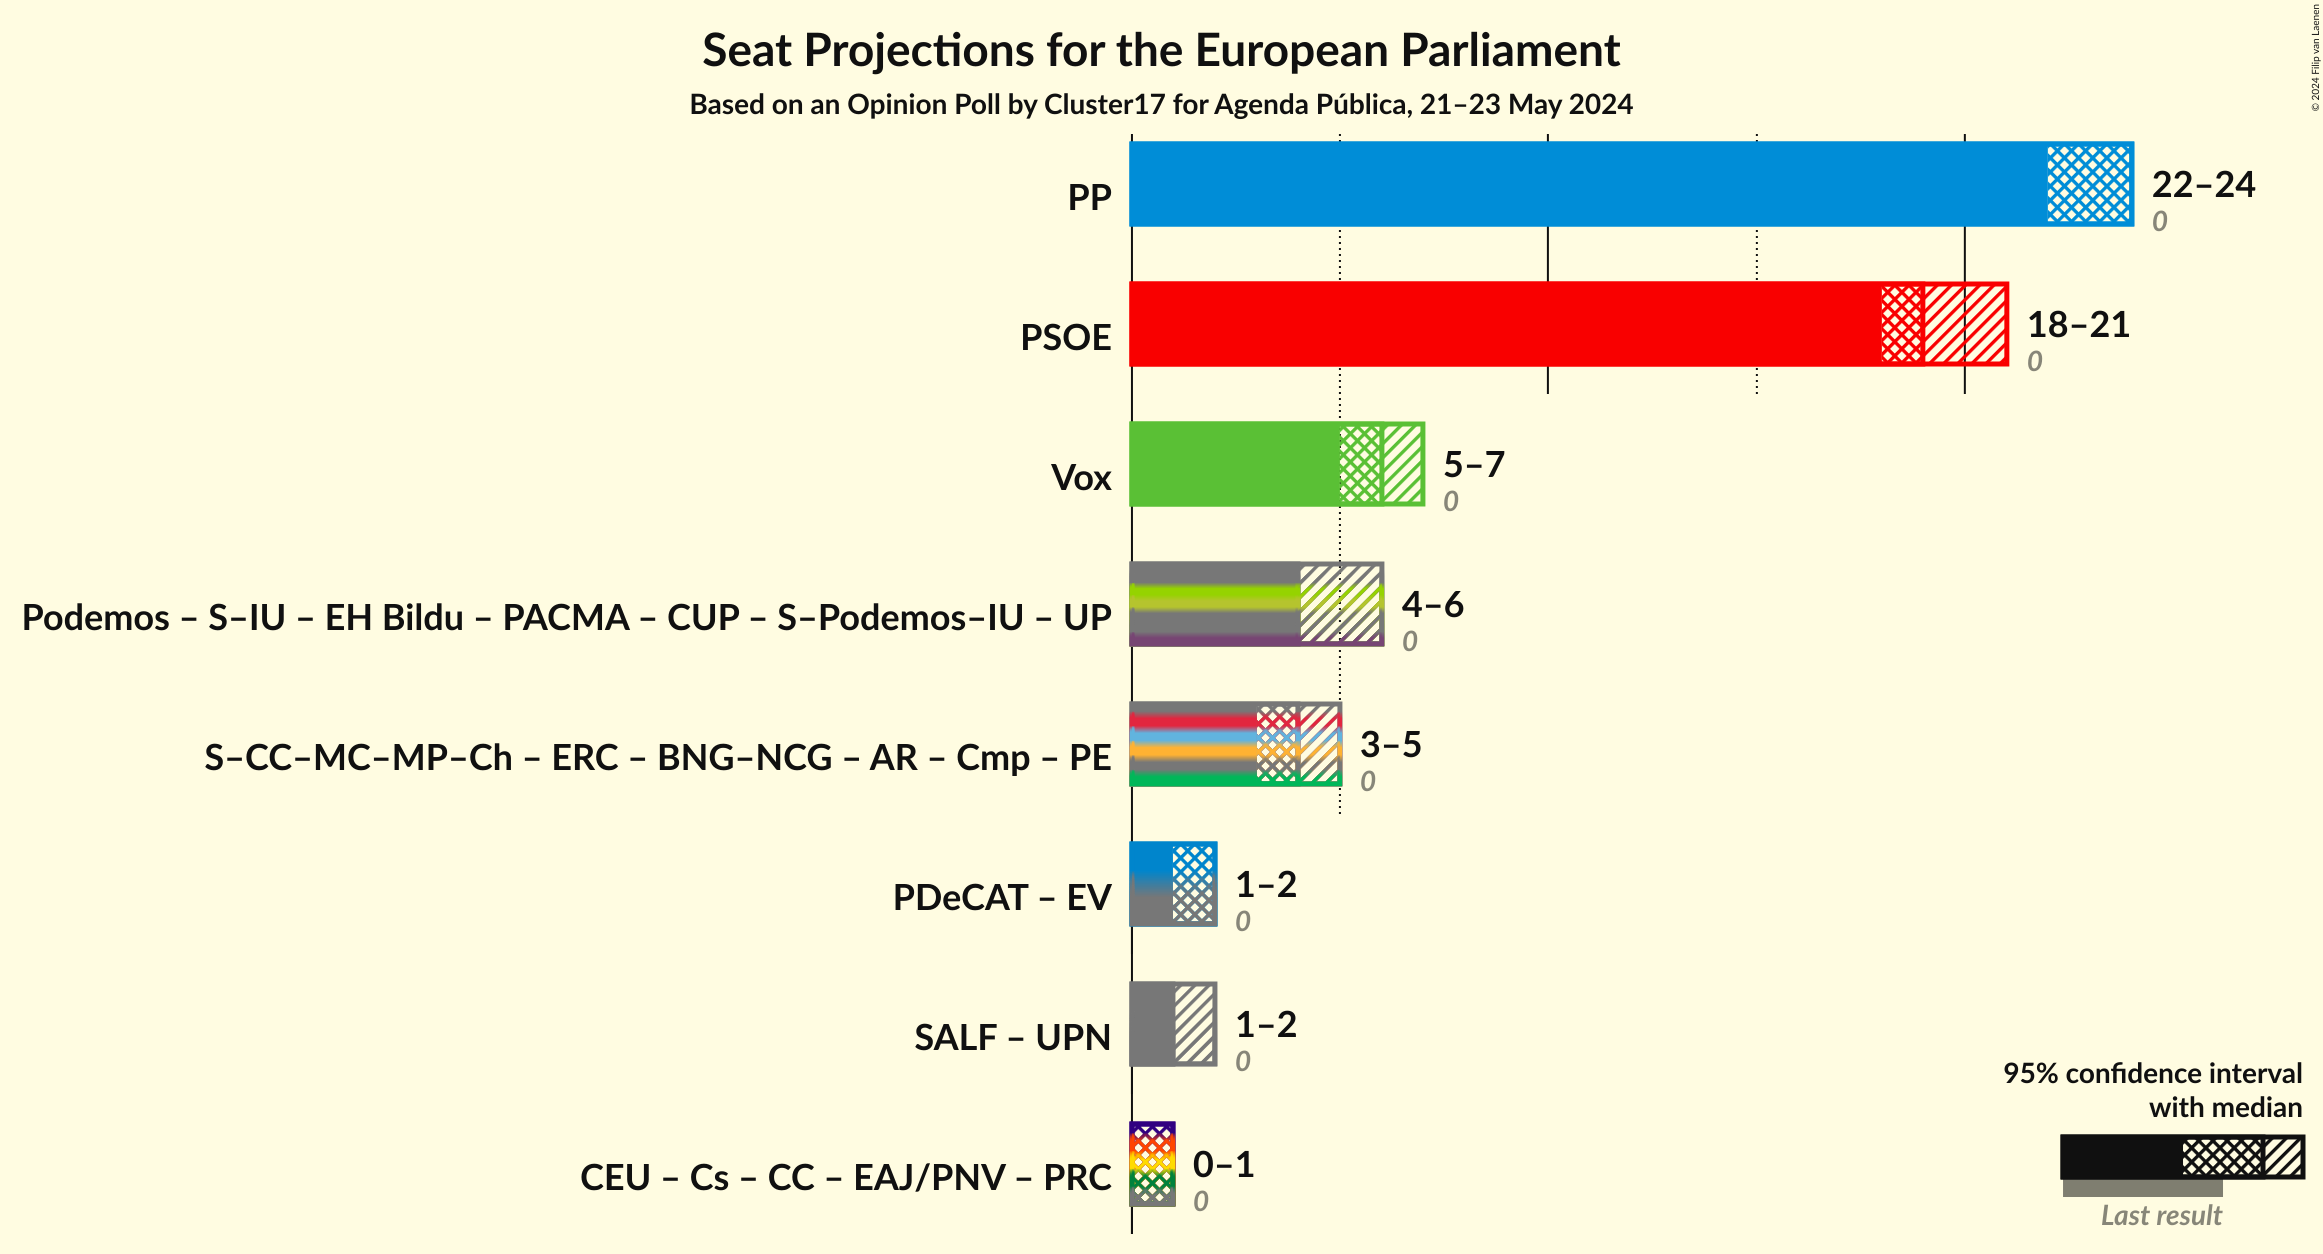 Seat Projections for the European Parliament
Based on an Opinion Poll by Cluster17 for Agenda Pública, 21–23 May 2024
© 2024 Filip van Laenen
PP
22–24
0
PSOE
18–21
0
Vox
5–7
0
Podemos – S–IU – EH Bildu – PACMA – CUP – S–Podemos–IU – UP
4–6
0
S–CC–MC–MP–Ch – ERC – BNG–NCG – AR – Cmp – PE
3–5
0
PDeCAT – EV
1–2
0
SALF – UPN
1–2
0
CEU – Cs – CC – EAJ/PNV – PRC
0–1
0
95% confidence interval
with median
Last result